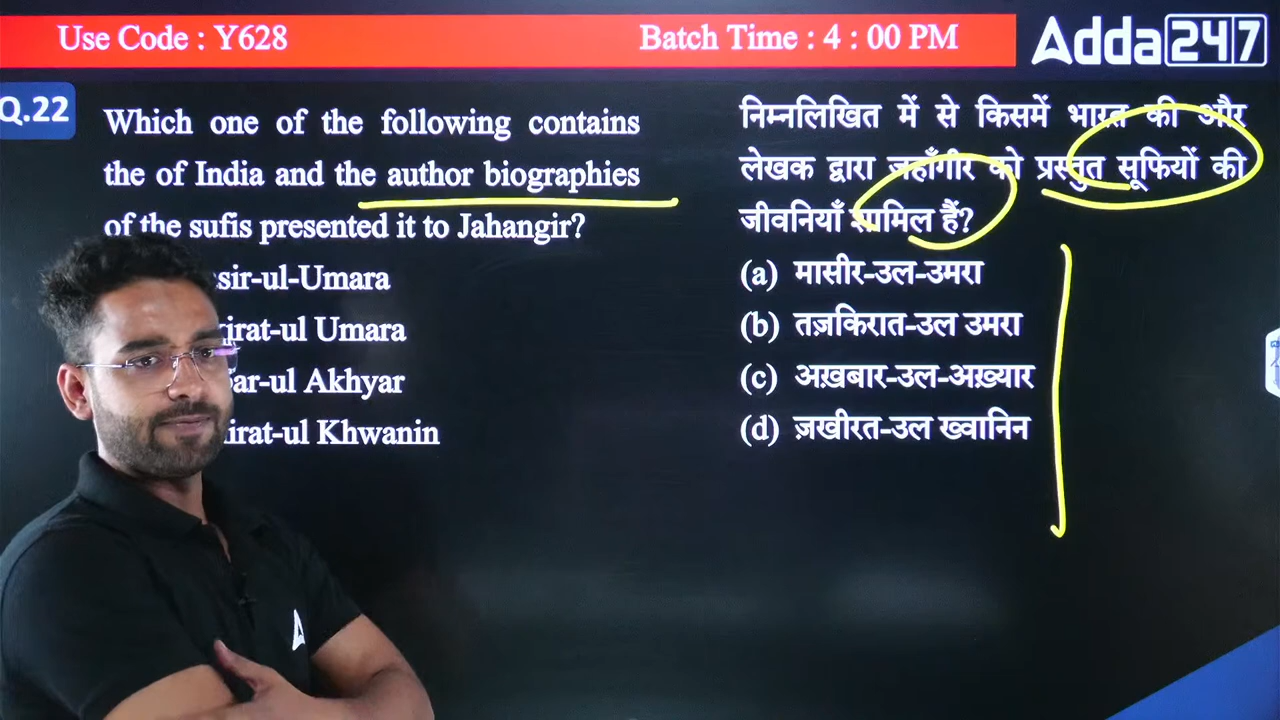 Use Code : Y628
Batch Time : 4 : 00 PM
Adda247
Q.22
Which one of the following contains
the of India and the author biographies
of the sufis presented it to Jahangir?
sir-ul-Umara
irat-ul Umara
ar-ul Akhyar
irat-ul Khwanin
निम्नलिखित में से किसमें भारत की और
लेखक द्वारा जहाँगीर को प्रस्तुत सूफियों की
जीवनियाँ शामिल हैं?
(a) मासीर-उल-उमरा
(b) तज़किरात-उल उमरा
(c) अख़बार-उल-अख़्यार
(d) ज़खीरत-उल ख्वानिन